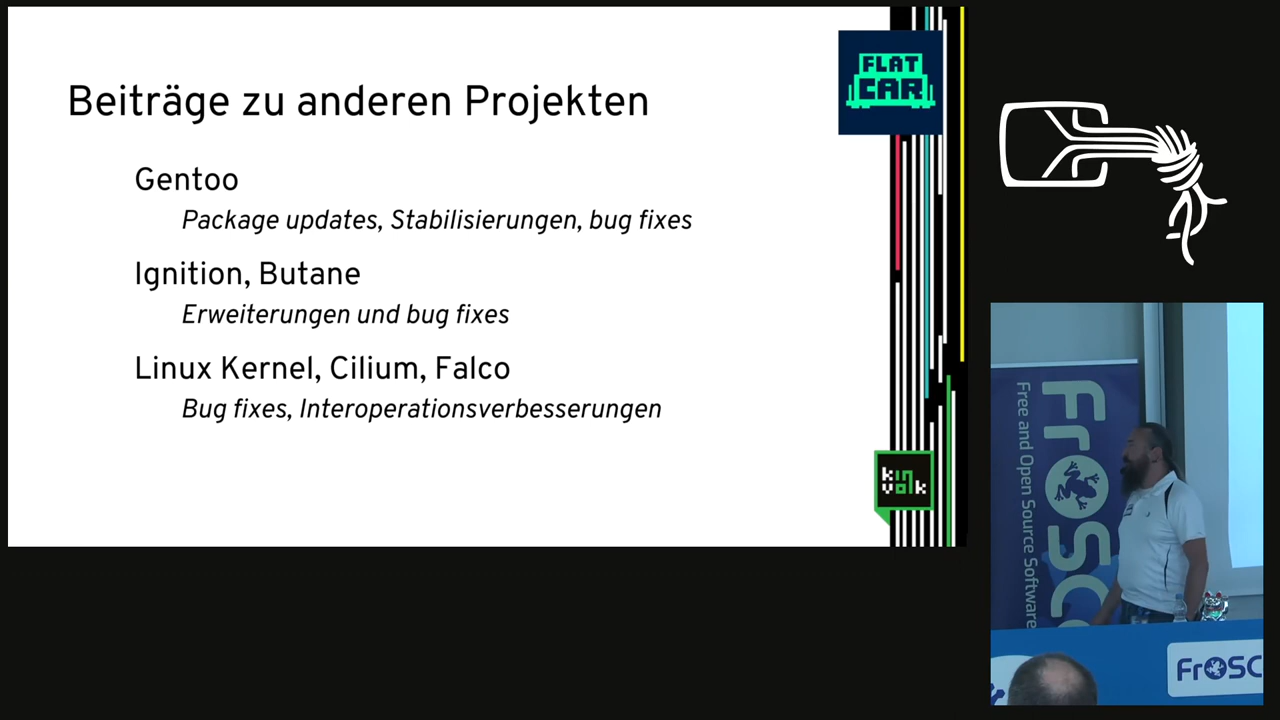 Beiträge zu anderen Projekten
Gentoo
Package updates, Stabilisierungen, bug fixes
Ignition, Butane
Erweiterungen und bug fixes
Linux Kernel, Cilium, Falco
Bug fixes, Interoperationsverbesserungen
FLAT
CAR
kin
volk
FrOSC
Free and Open Source Software
FrOSC